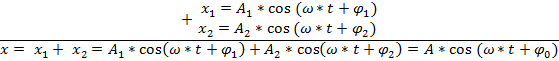 x₁ = A₁ * cos (ω * t + φ₁)
+
x₂ = A₂ * cos (ω * t + φ₂)
x = x₁ + x₂ = A₁ * cos(ω * t + φ₁) + A₂ * cos(ω * t + φ₂) = A * cos (ω * t + φ₀)